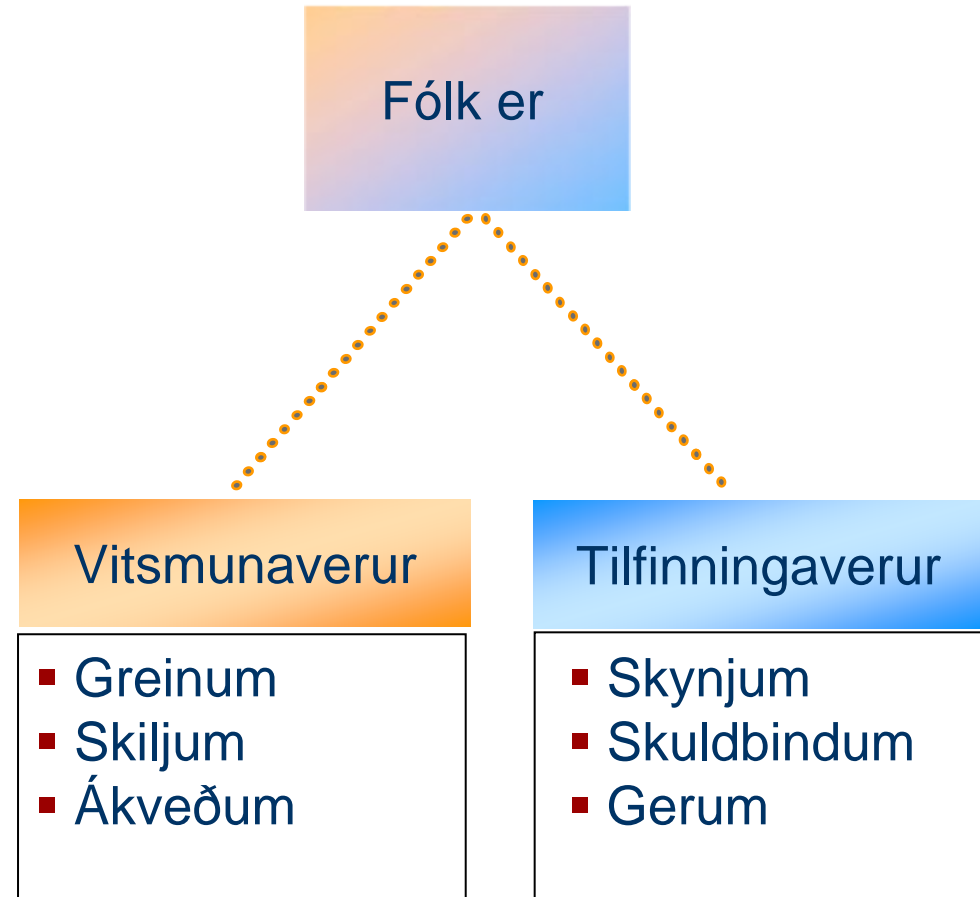 Fólk er
Vitsmunaverur
Greinum
Skiljum
Ákveðum
Tilfinningaverur
Skynjum
Skuldbindum
Gerum